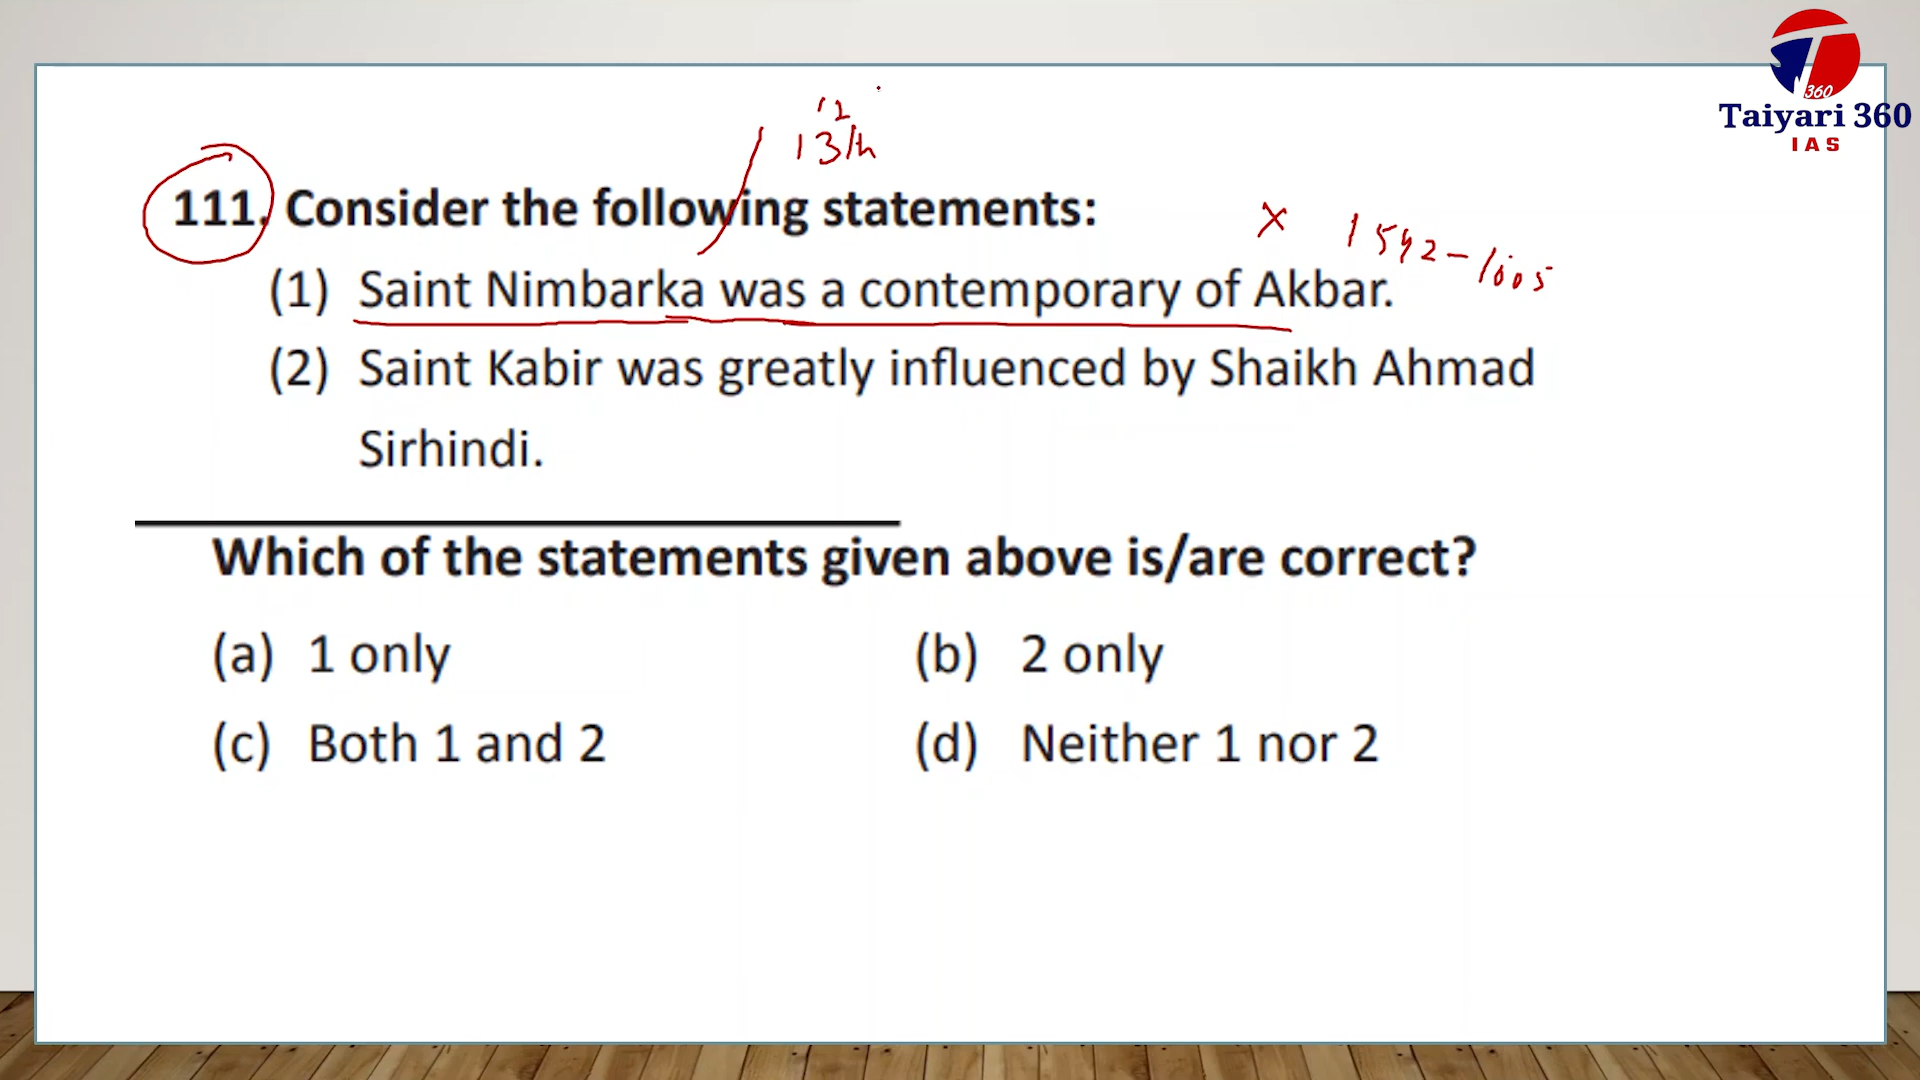 360
Taiyari 360
IAS
12
13th
111. Consider the following statements:
X 1542-1605
(1) Saint Nimbarka was a contemporary of Akbar.
(2) Saint Kabir was greatly influenced by Shaikh Ahmad
Sirhindi.
Which of the statements given above is/are correct?
(a) 1 only (b) 2 only
(c) Both 1 and 2 (d) Neither 1 nor 2